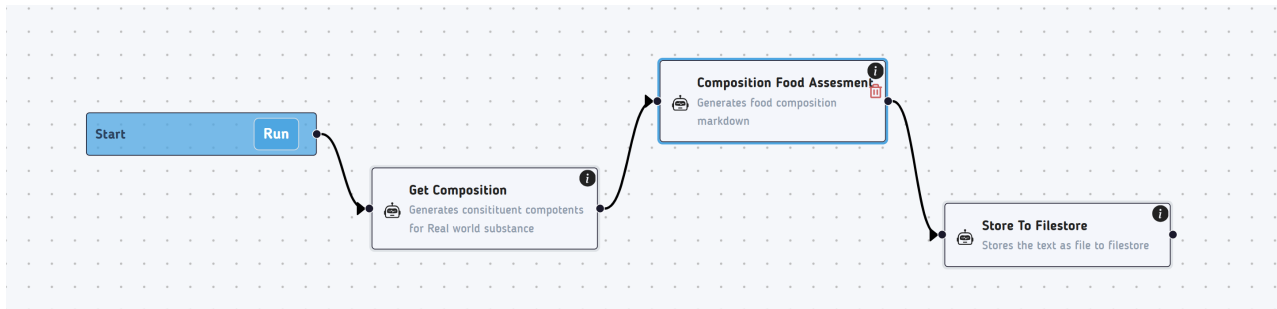 Start
Run
Get Composition
Generates consitituent compotents
for Real world substance
Composition Food Assesment
Generates food composition
markdown
Store To Filestore
Stores the text as file to filestore